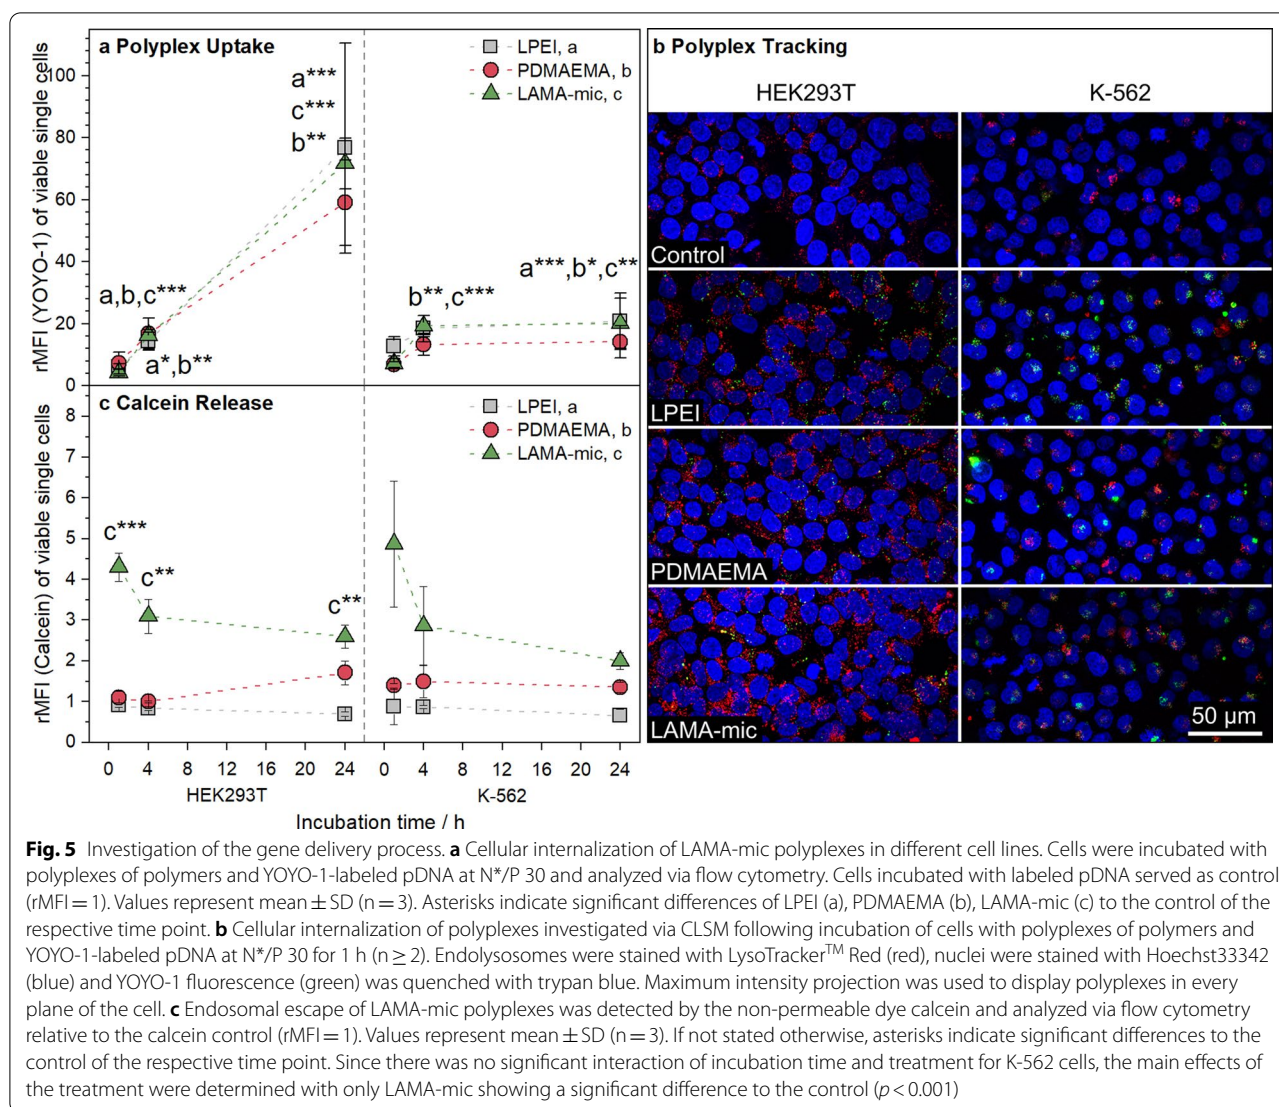 a Polyplex Uptake
LPEI, a
PDMAEMA, b
LAMA-mic, c
rMFI (YOYO-1) of viable single cells
100
80
60
40
20
0
a***
c***
b**
a,b,c***
a*,b**
b**,c***
a***,b*,c**
c Calcein Release
LPEI, a
PDMAEMA, b
LAMA-mic, c
rMFI (Calcein) of viable single cells
8
7
6
5
4
3
2
1
0
c***
c**
c**
0 4 8 12 16 20 24 0 4 8 12 16 20 24
HEK293T K-562
Incubation time / h
b Polyplex Tracking
HEK293T K-562
Control
LPEI
PDMAEMA
LAMA-mic
50 µm
Fig. 5 Investigation of the gene delivery process. a Cellular internalization of LAMA-mic polyplexes in different cell lines. Cells were incubated with
polyplexes of polymers and YOYO-1-labeled pDNA at N*/P 30 and analyzed via flow cytometry. Cells incubated with labeled pDNA served as control
(rMFI = 1). Values represent mean ± SD (n = 3). Asterisks indicate significant differences of LPEI (a), PDMAEMA (b), LAMA-mic (c) to the control of the
respective time point. b Cellular internalization of polyplexes investigated via CLSM following incubation of cells with polyplexes of polymers and
YOYO-1-labeled pDNA at N*/P 30 for 1 h (n ≥ 2). Endolysosomes were stained with LysoTracker™ Red (red), nuclei were stained with Hoechst33342
(blue) and YOYO-1 fluorescence (green) was quenched with trypan blue. Maximum intensity projection was used to display polyplexes in every
plane of the cell. c Endosomal escape of LAMA-mic polyplexes was detected by the non-permeable dye calcein and analyzed via flow cytometry
relative to the calcein control (rMFI = 1). Values represent mean ± SD (n = 3). If not stated otherwise, asterisks indicate significant differences to the
control of the respective time point. Since there was no significant interaction of incubation time and treatment for K-562 cells, the main effects of
the treatment were determined with only LAMA-mic showing a significant difference to the control (p < 0.001)